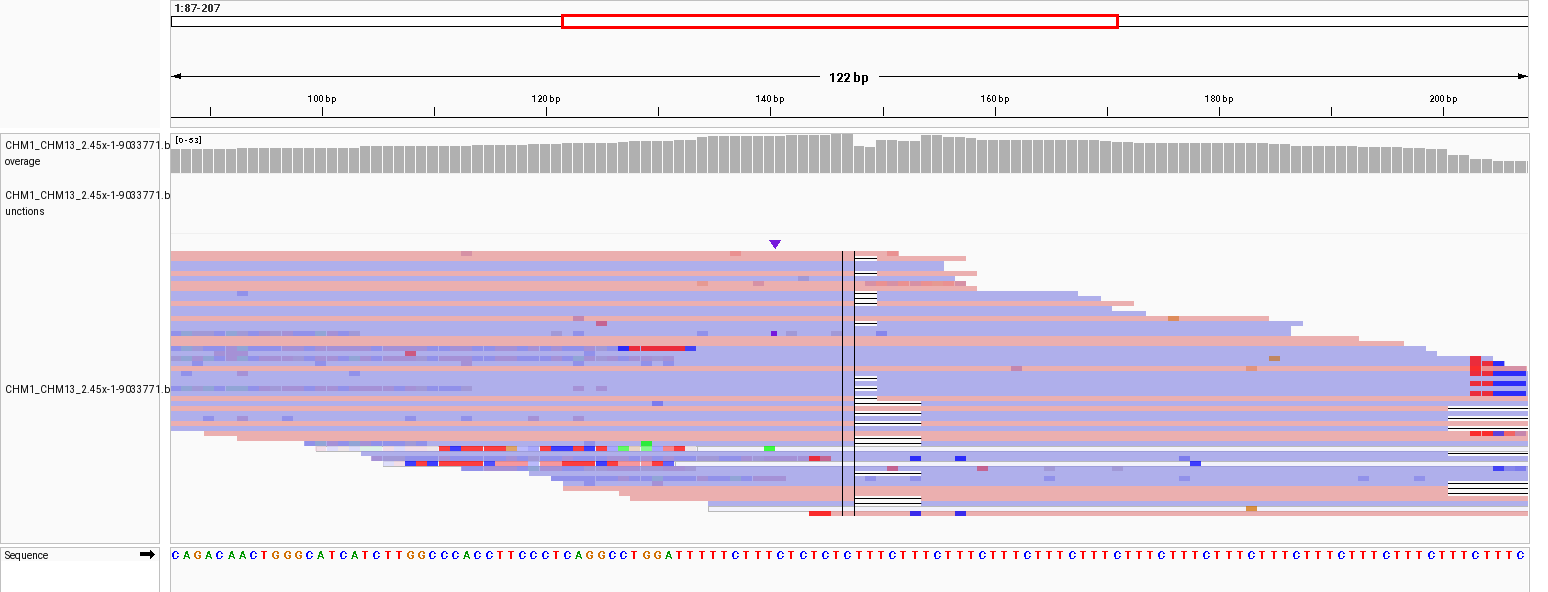 1:87-207
122 bp
100 bp 120 bp 140 bp 160 bp 180 bp 200 bp
[0-53]
CHM1_CHM13_2.45x-1-9033771.b
overage
CHM1_CHM13_2.45x-1-9033771.b
unctions
CHM1_CHM13_2.45x-1-9033771.b
Sequence
C A G A C A A C T G G G C A T C A T C T T G G C C C A C C T T C C C T C A G G C C T G G A T T T T T C T T T C T C T C T C T T T C T T T C T T T C T T T C T T T C T T T C T T T C T T T C T T T C T T T C T T T C T T T C T T T C T T T C T T T C